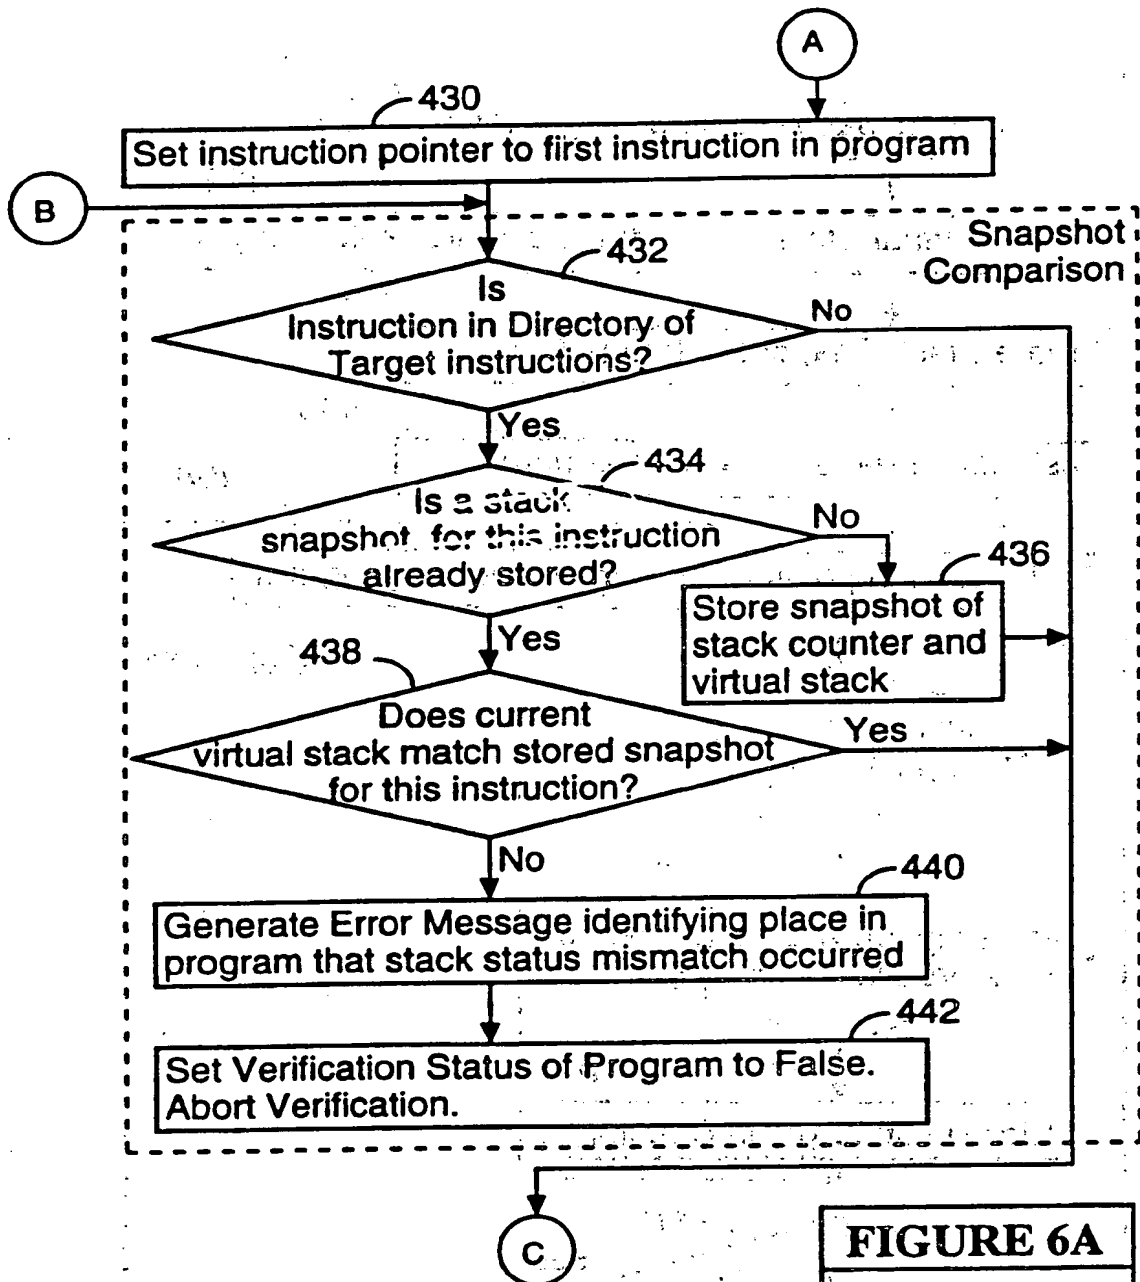 A
430
Set instruction pointer to first instruction in program
B
Snapshot
Comparison
432
Is
Instruction in Directory of
Target instructions?
No
Yes
434
Is a stack
snapshot for this instruction
already stored?
No
436
Store snapshot of
stack counter and
virtual stack
Yes
438
Does current
virtual stack match stored snapshot
for this instruction?
Yes
No
440
Generate Error Message identifying place in
program that stack status mismatch occurred
442
Set Verification Status of Program to False.
Abort Verification.
C
FIGURE 6A